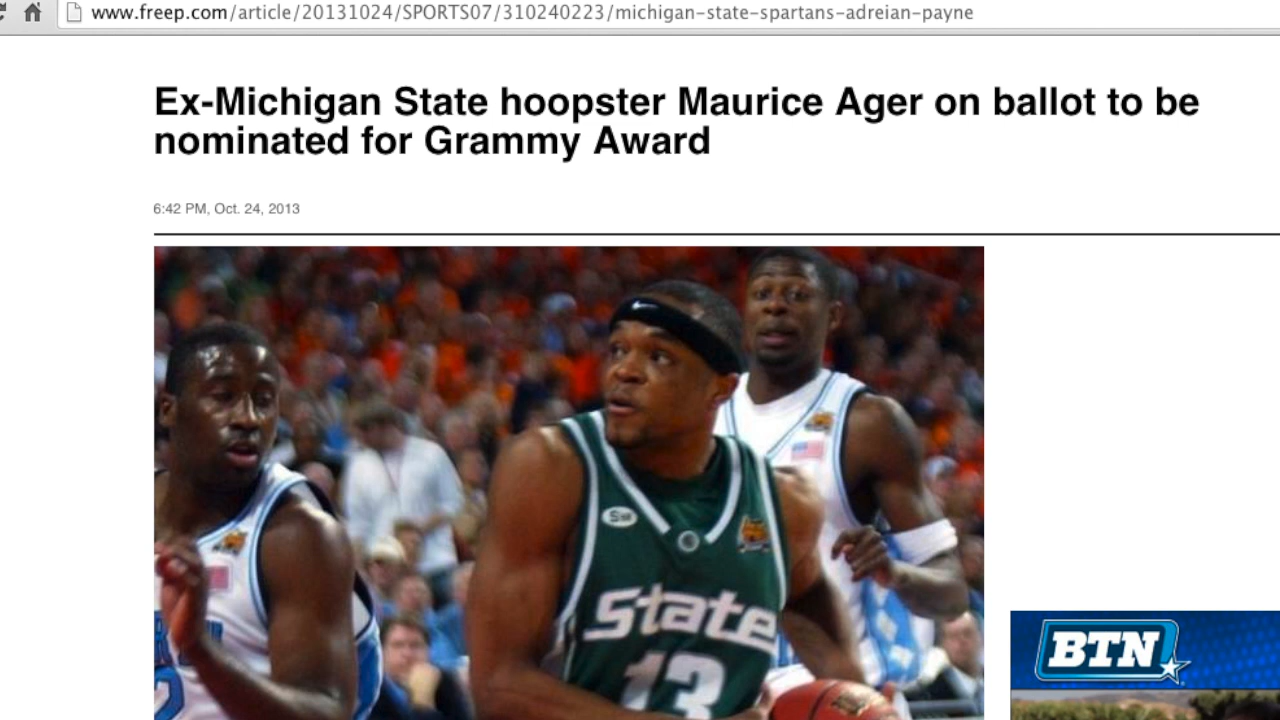 www.freep.com/article/20131024/SPORTS07/310240223/michigan-state-spartans-adreian-payne
Ex-Michigan State hoopster Maurice Ager on ballot to be
nominated for Grammy Award
6:42 PM, Oct. 24, 2013
SW
State
13
BTN